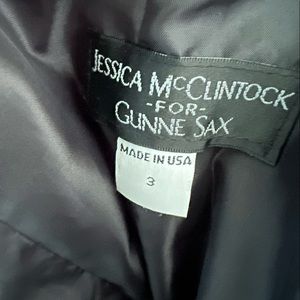 JESSICA McCLINTOCK
-FOR-
GUNNE SAX
MADE IN USA
3